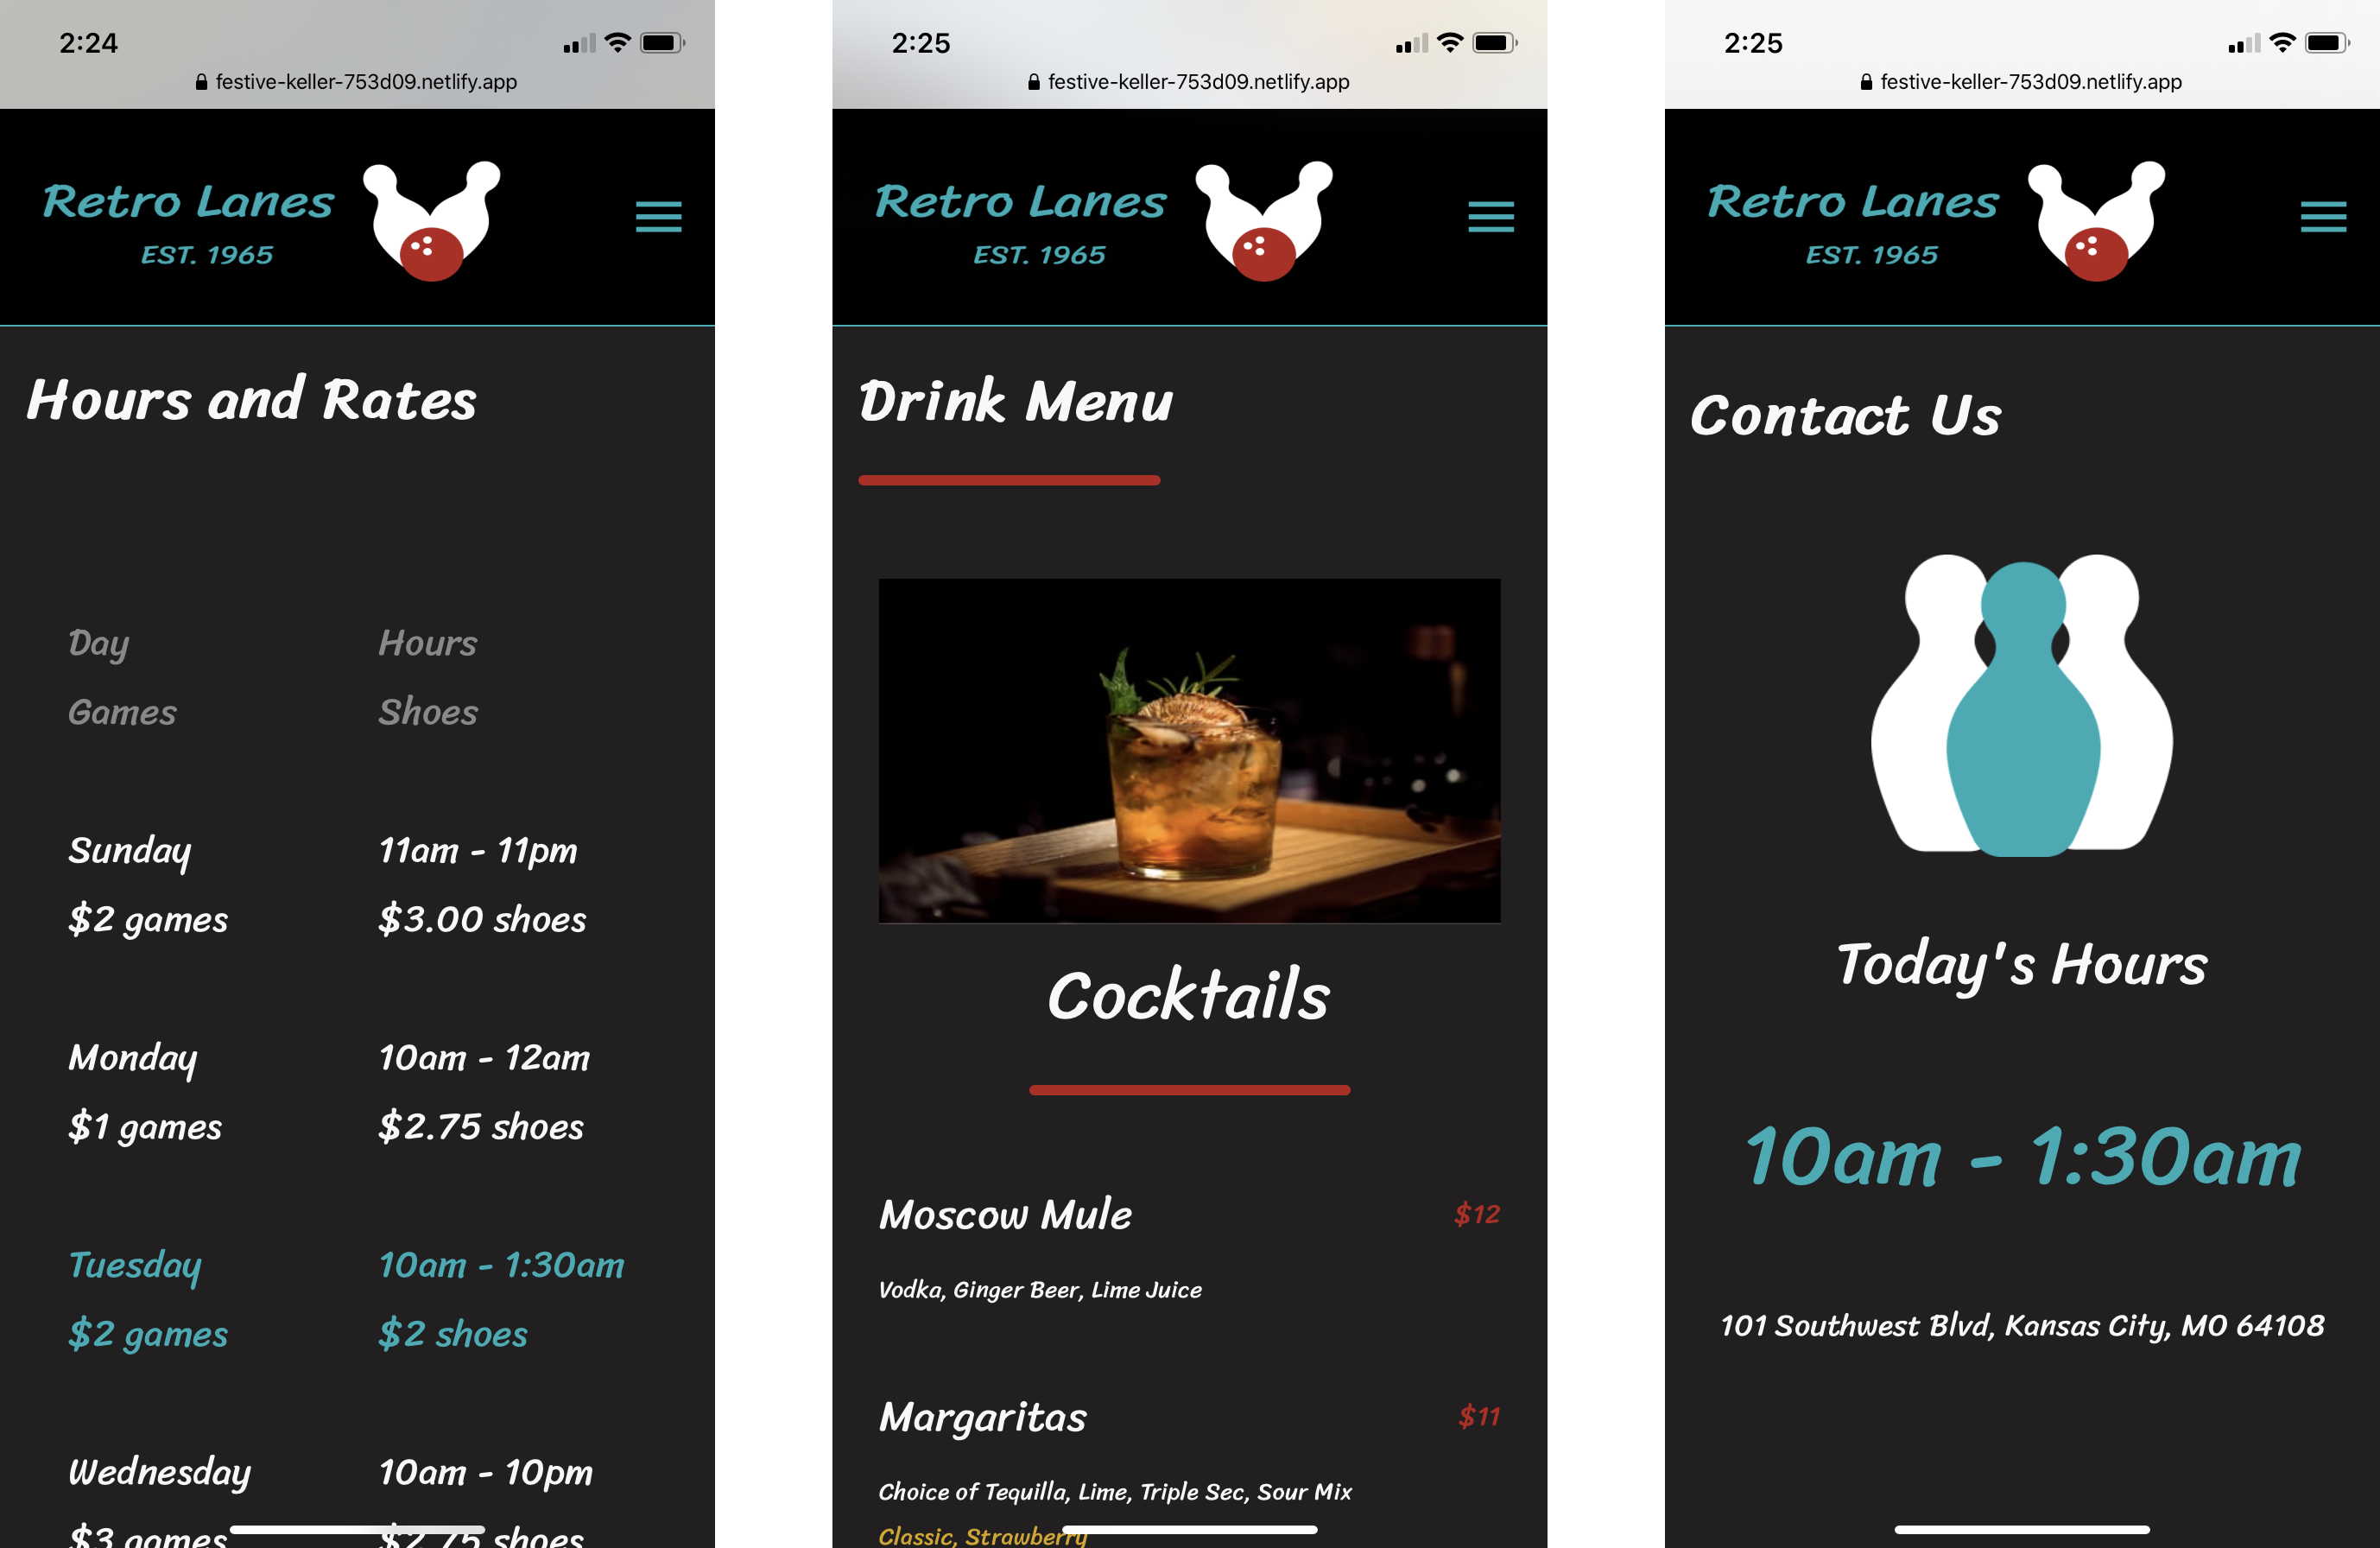 2:24
festive-keller-753d09.netlify.app
Retro Lanes
EST. 1965
Hours and Rates
Day Hours
Games Shoes
Sunday 11am - 11pm
$2 games $3.00 shoes
Monday 10am - 12am
$1 games $2.75 shoes
Tuesday 10am - 1:30am
$2 games $2 shoes
Wednesday 10am - 10pm
$3 games $2.75 shoes
2:25
festive-keller-753d09.netlify.app
Retro Lanes
EST. 1965
Drink Menu
Cocktails
Moscow Mule $12
Vodka, Ginger Beer, Lime Juice
Margaritas $11
Choice of Tequilla, Lime, Triple Sec, Sour Mix
Classic, Strawberry
2:25
festive-keller-753d09.netlify.app
Retro Lanes
EST. 1965
Contact Us
Today's Hours
10am - 1:30am
101 Southwest Blvd, Kansas City, MO 64108